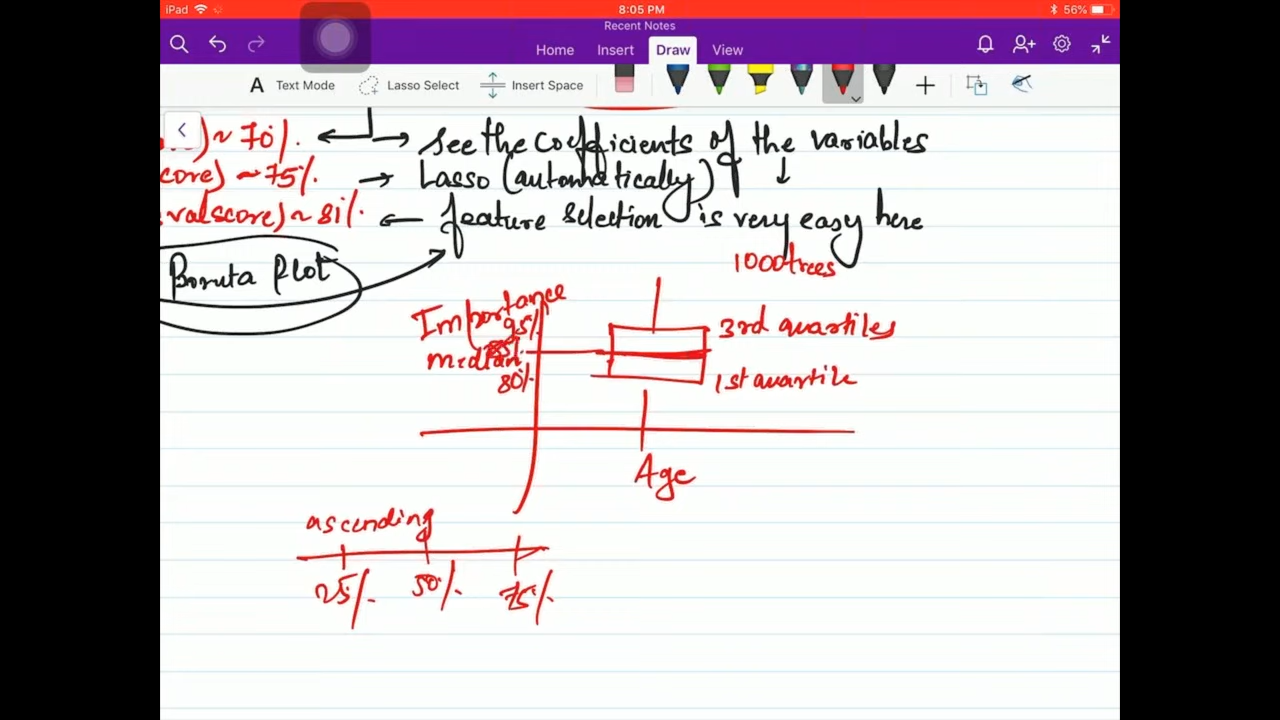 iPad 8:05 PM 56%
Recent Notes
Home Insert Draw View
A Text Mode Lasso Select Insert Space
) ~ 70%. See the coefficients of the variables
core) ~ 75%. Lasso (automatically)
valscore) ~ 81%. feature selection is very easy here
Boruta Plot
1000 trees
Importance
95%. 3rd quartiles
median
80%. 1st quartile
Age
ascending
25%. 50%. 75%.